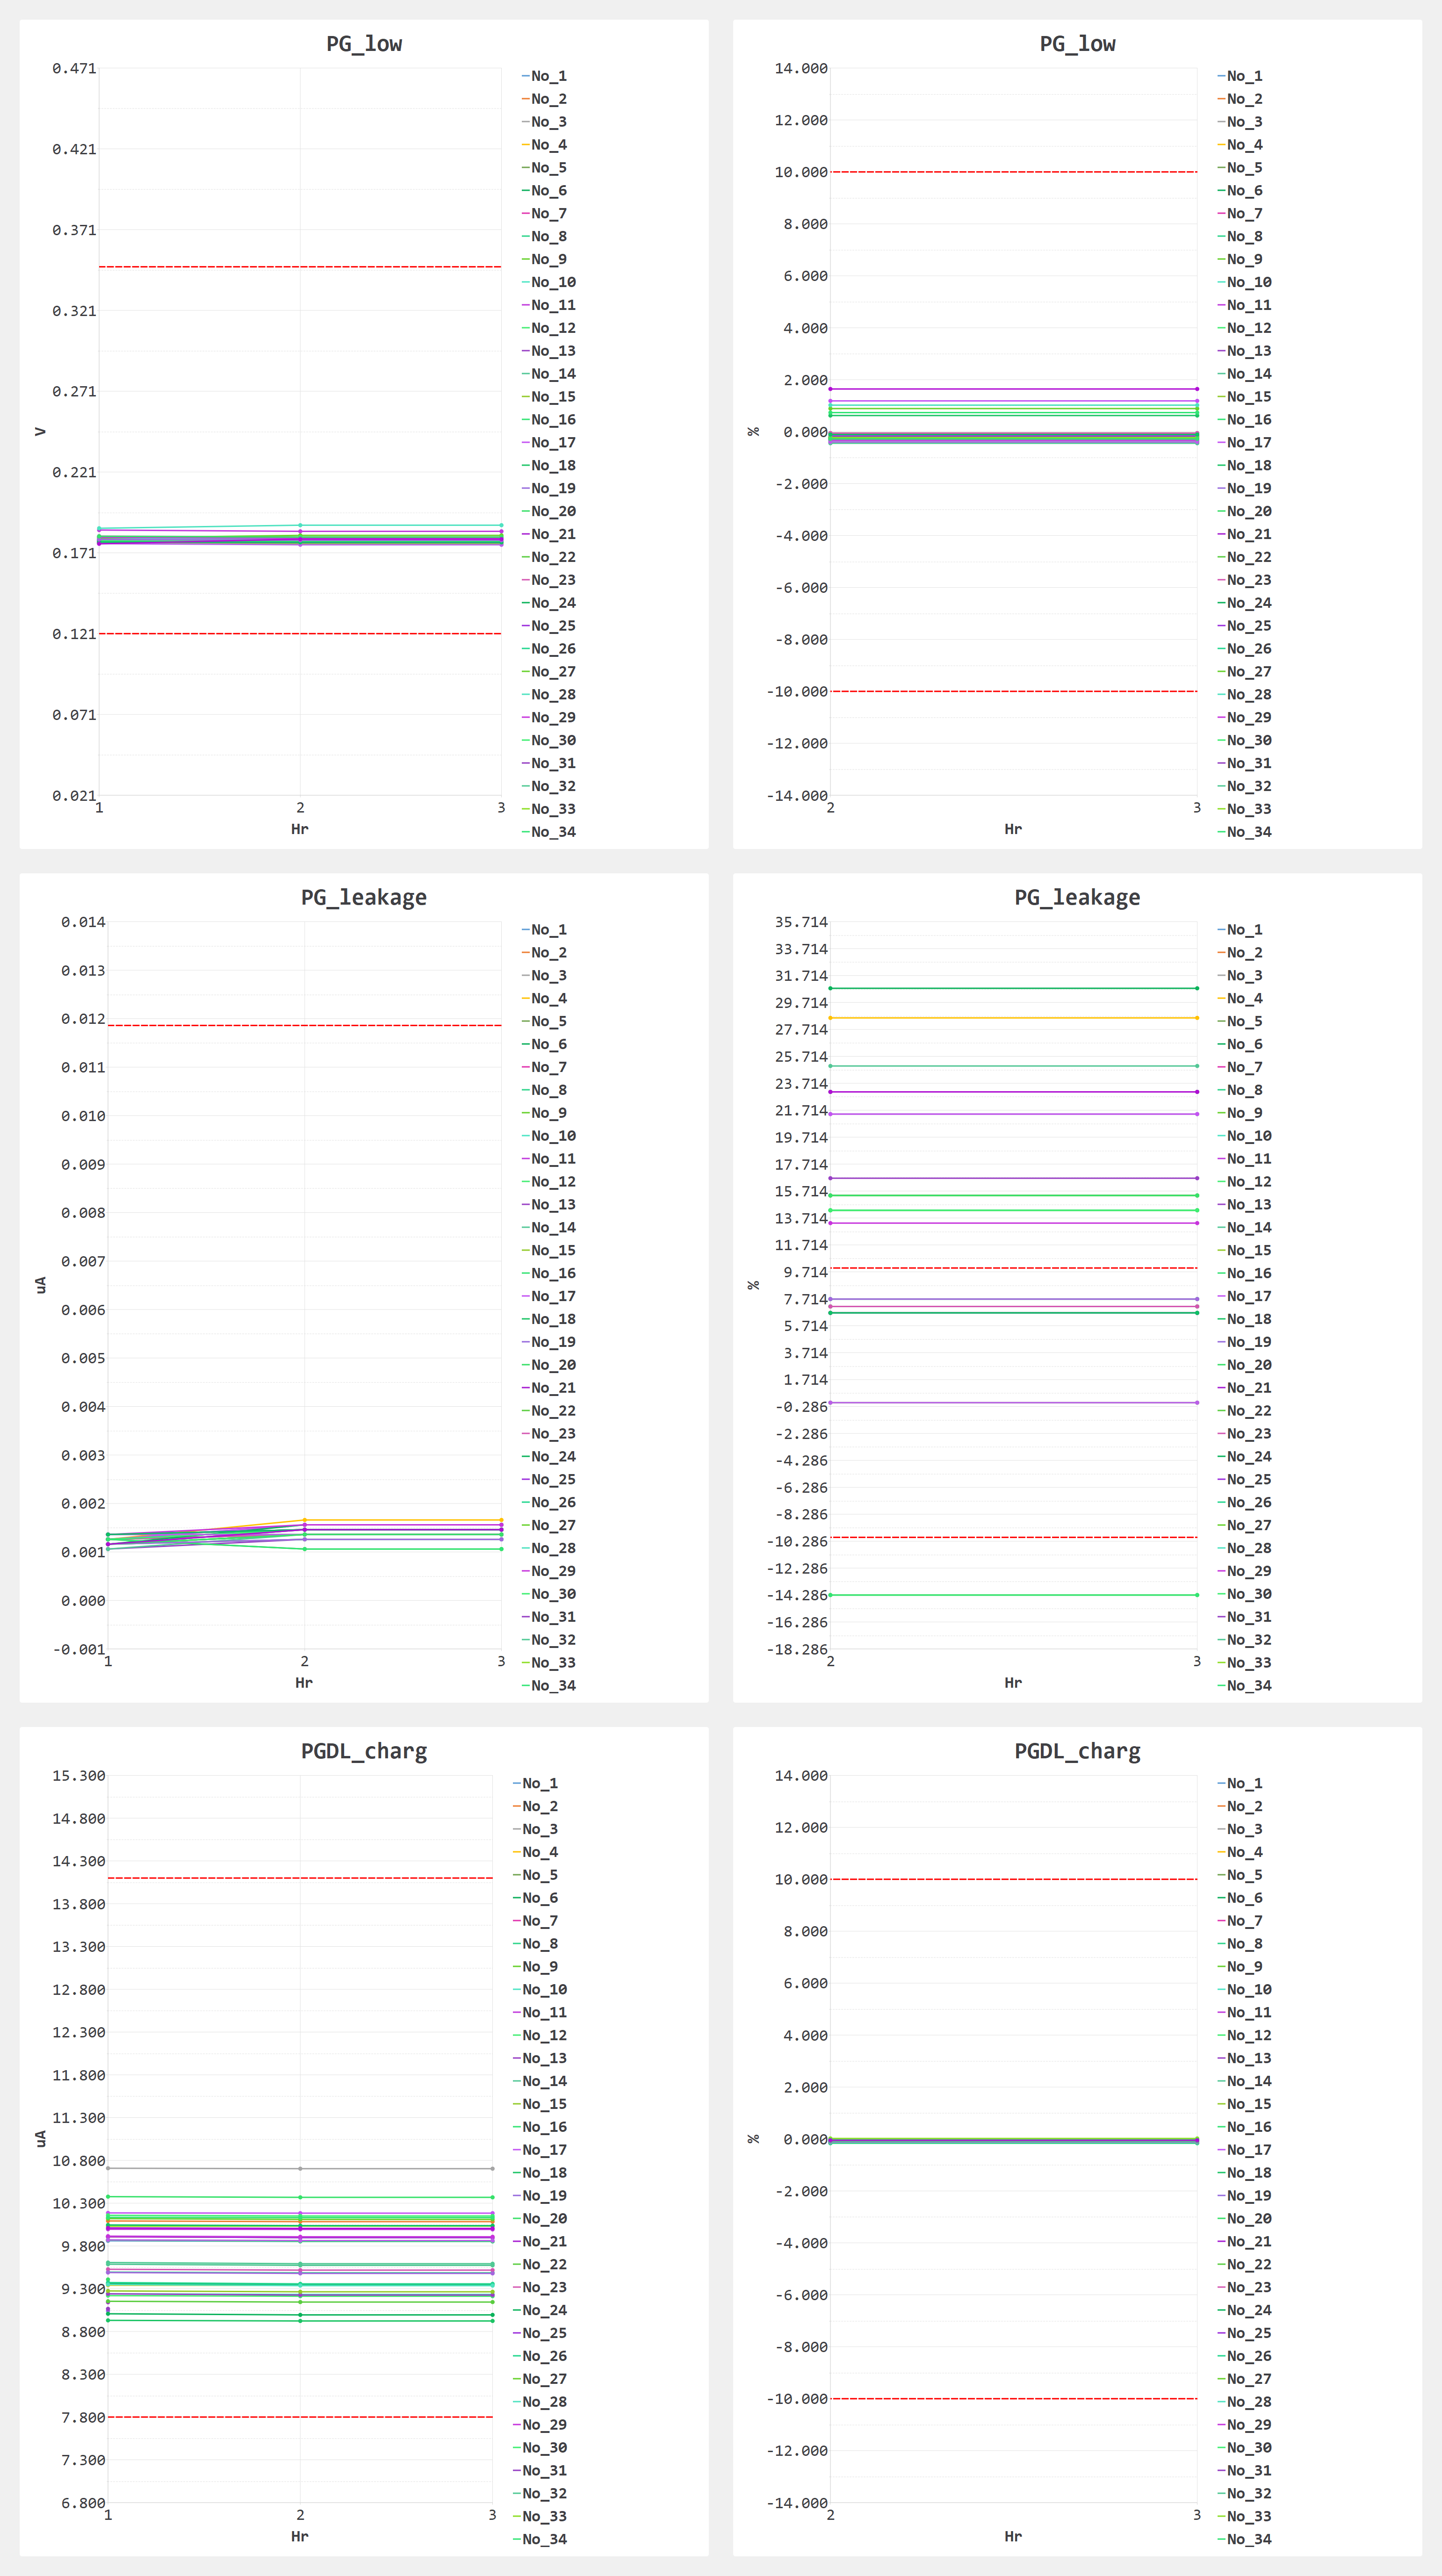 PG_low
0.471
0.421
0.371
0.321
0.271
0.221
0.171
0.121
0.071
0.021
V
1
2
3
Hr
No_1
No_2
No_3
No_4
No_5
No_6
No_7
No_8
No_9
No_10
No_11
No_12
No_13
No_14
No_15
No_16
No_17
No_18
No_19
No_20
No_21
No_22
No_23
No_24
No_25
No_26
No_27
No_28
No_29
No_30
No_31
No_32
No_33
No_34
PG_low
14.000
12.000
10.000
8.000
6.000
4.000
2.000
0.000
-2.000
-4.000
-6.000
-8.000
-10.000
-12.000
-14.000
%
2
3
Hr
No_1
No_2
No_3
No_4
No_5
No_6
No_7
No_8
No_9
No_10
No_11
No_12
No_13
No_14
No_15
No_16
No_17
No_18
No_19
No_20
No_21
No_22
No_23
No_24
No_25
No_26
No_27
No_28
No_29
No_30
No_31
No_32
No_33
No_34
PG_leakage
0.014
0.013
0.012
0.011
0.010
0.009
0.008
0.007
0.006
0.005
0.004
0.003
0.002
0.001
0.000
-0.001
uA
1
2
3
Hr
No_1
No_2
No_3
No_4
No_5
No_6
No_7
No_8
No_9
No_10
No_11
No_12
No_13
No_14
No_15
No_16
No_17
No_18
No_19
No_20
No_21
No_22
No_23
No_24
No_25
No_26
No_27
No_28
No_29
No_30
No_31
No_32
No_33
No_34
PG_leakage
35.714
33.714
31.714
29.714
27.714
25.714
23.714
21.714
19.714
17.714
15.714
13.714
11.714
9.714
7.714
5.714
3.714
1.714
-0.286
-2.286
-4.286
-6.286
-8.286
-10.286
-12.286
-14.286
-16.286
-18.286
%
2
3
Hr
No_1
No_2
No_3
No_4
No_5
No_6
No_7
No_8
No_9
No_10
No_11
No_12
No_13
No_14
No_15
No_16
No_17
No_18
No_19
No_20
No_21
No_22
No_23
No_24
No_25
No_26
No_27
No_28
No_29
No_30
No_31
No_32
No_33
No_34
PGDL_charg
15.300
14.800
14.300
13.800
13.300
12.800
12.300
11.800
11.300
10.800
10.300
9.800
9.300
8.800
8.300
7.800
7.300
6.800
uA
1
2
3
Hr
No_1
No_2
No_3
No_4
No_5
No_6
No_7
No_8
No_9
No_10
No_11
No_12
No_13
No_14
No_15
No_16
No_17
No_18
No_19
No_20
No_21
No_22
No_23
No_24
No_25
No_26
No_27
No_28
No_29
No_30
No_31
No_32
No_33
No_34
PGDL_charg
14.000
12.000
10.000
8.000
6.000
4.000
2.000
0.000
-2.000
-4.000
-6.000
-8.000
-10.000
-12.000
-14.000
%
2
3
Hr
No_1
No_2
No_3
No_4
No_5
No_6
No_7
No_8
No_9
No_10
No_11
No_12
No_13
No_14
No_15
No_16
No_17
No_18
No_19
No_20
No_21
No_22
No_23
No_24
No_25
No_26
No_27
No_28
No_29
No_30
No_31
No_32
No_33
No_34